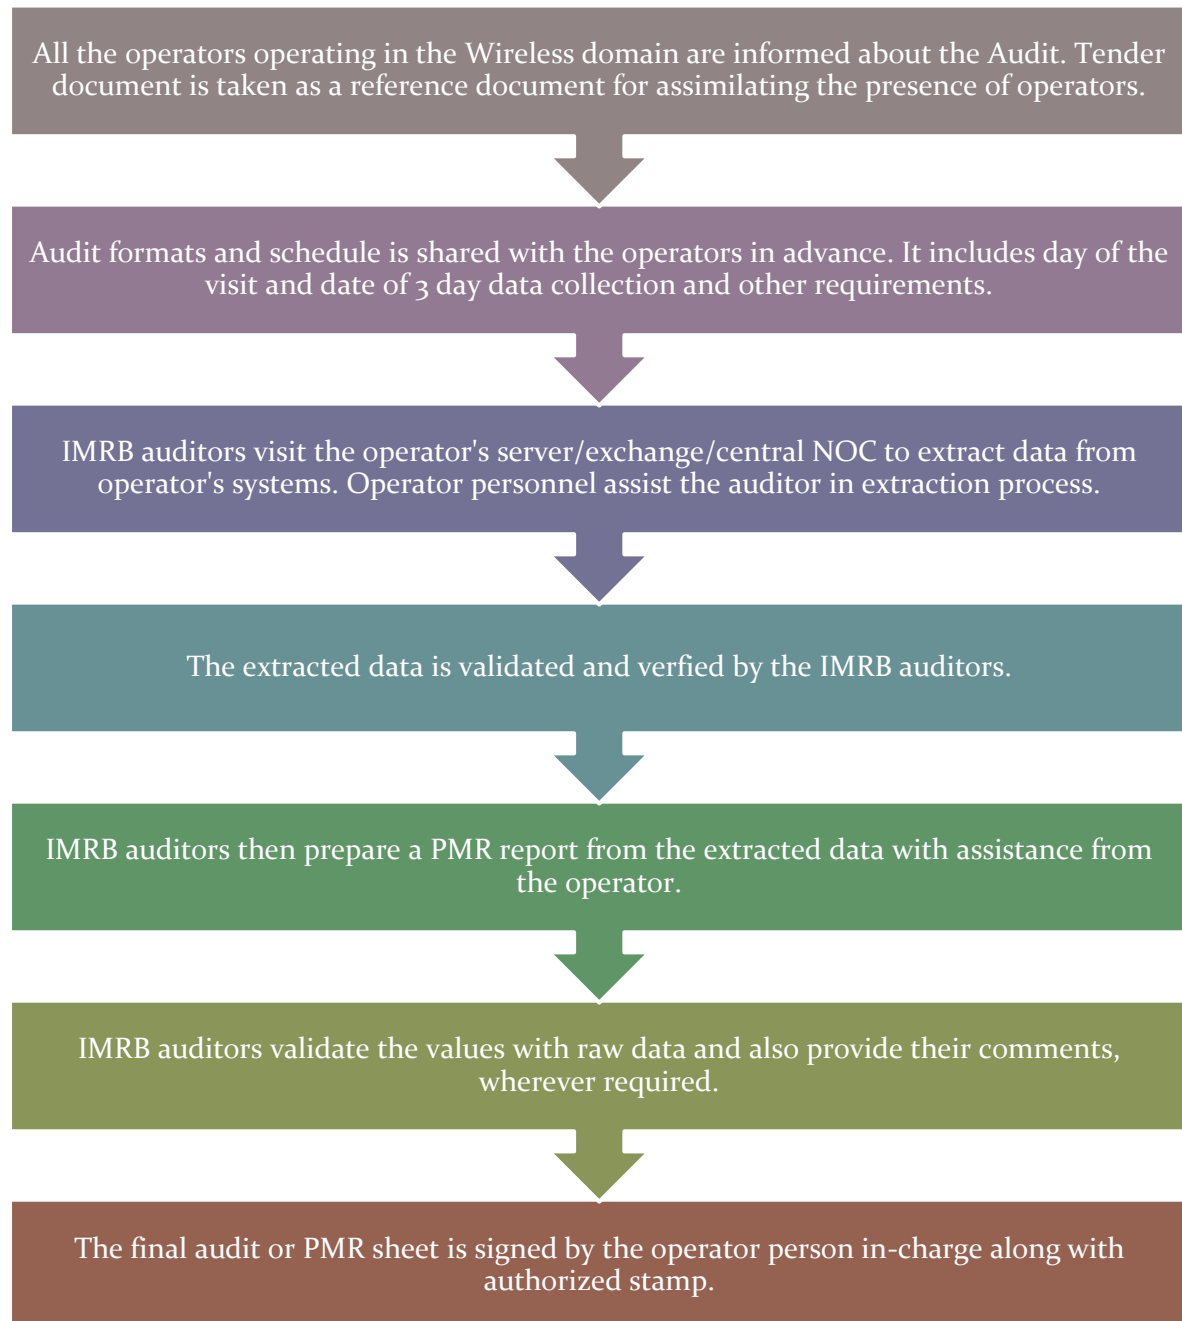 All the operators operating in the Wireless domain are informed about the Audit. Tender
document is taken as a reference document for assimilating the presence of operators.
Audit formats and schedule is shared with the operators in advance. It includes day of the
visit and date of 3 day data collection and other requirements.
IMRB auditors visit the operator's server/exchange/central NOC to extract data from
operator's systems. Operator personnel assist the auditor in extraction process.
The extracted data is validated and verfied by the IMRB auditors.
IMRB auditors then prepare a PMR report from the extracted data with assistance from
the operator.
IMRB auditors validate the values with raw data and also provide their comments,
wherever required.
The final audit or PMR sheet is signed by the operator person in-charge along with
authorized stamp.